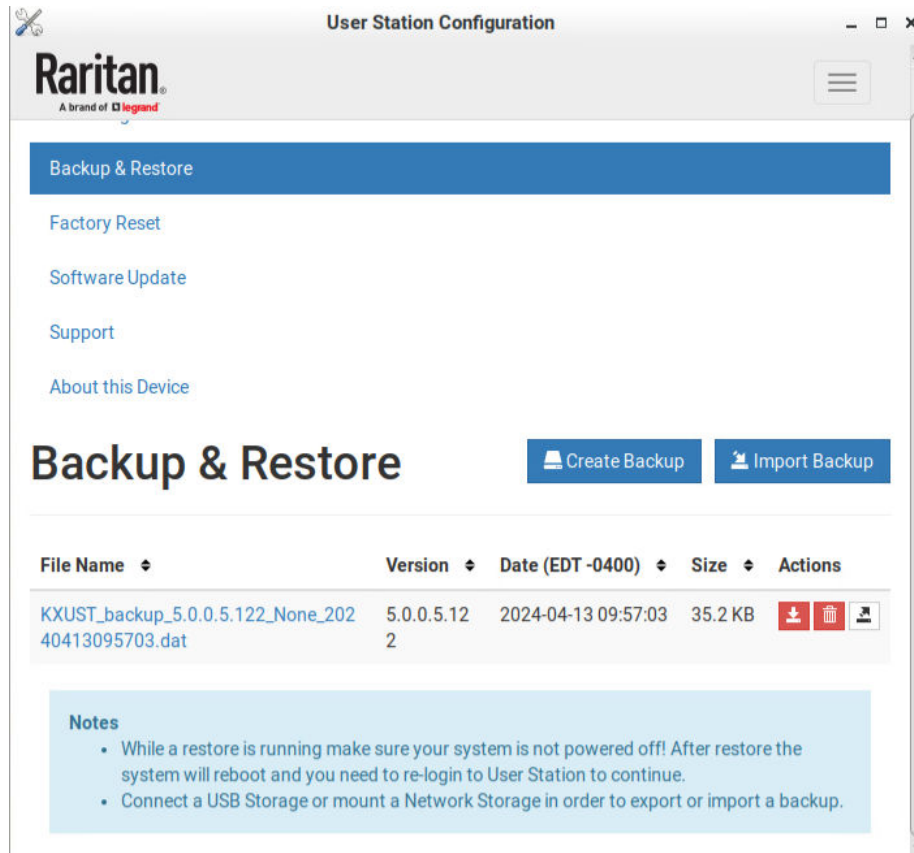 User Station Configuration
Raritan.
A brand of legrand
Backup & Restore
Factory Reset
Software Update
Support
About this Device
Backup & Restore
Create Backup
Import Backup
File Name Version Date (EDT -0400) Size Actions
KXUST_backup_5.0.0.5.122_None_202 5.0.0.5.12 2024-04-13 09:57:03 35.2 KB
40413095703.dat 2
Notes
• While a restore is running make sure your system is not powered off! After restore the
system will reboot and you need to re-login to User Station to continue.
• Connect a USB Storage or mount a Network Storage in order to export or import a backup.